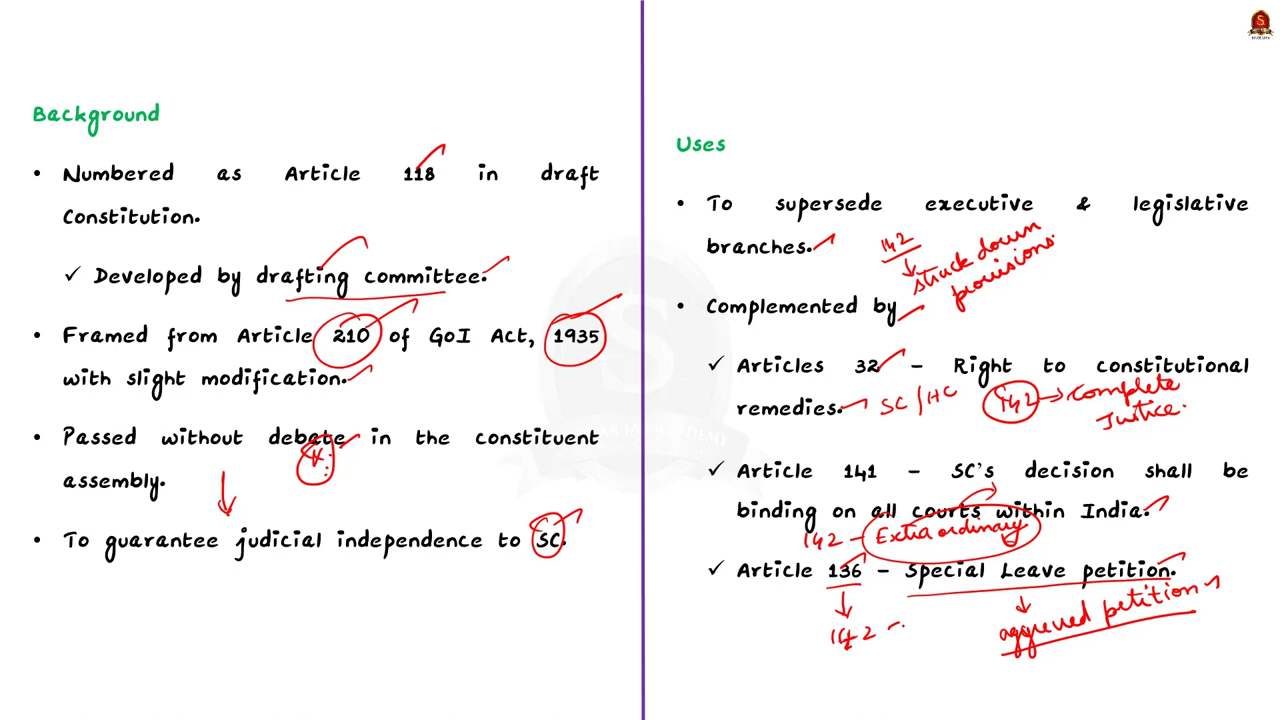 Background
• Numbered as Article 118 in draft
Constitution.
✓ Developed by drafting committee.
• Framed from Article 210 of GoI Act, 1935
with slight modification.
• Passed without debate in the constituent
assembly.
• To guarantee judicial independence to SC.
Uses
• To supersede executive & legislative
branches.
142
struck down
provisions.
• Complemented by
✓ Articles 32 - Right to constitutional
remedies.
SC/HC
142 → complete
Justice.
✓ Article 141 - SC's decision shall be
binding on all courts within India.
142 - Extra ordinary
✓ Article 136 - Special Leave petition.
142 -
petition